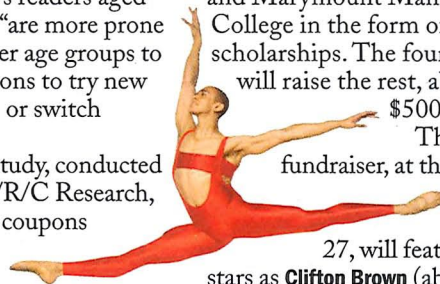 s readers aged
"are more prone
er age groups to
ons to try new
or switch
tudy, conducted
/R/C Research,
coupons
and Marymount Man
College in the form o
scholarships. The four
will raise the rest, a
$500
Th
fundraiser, at th
27, will feat
stars as Clifton Brown (ab